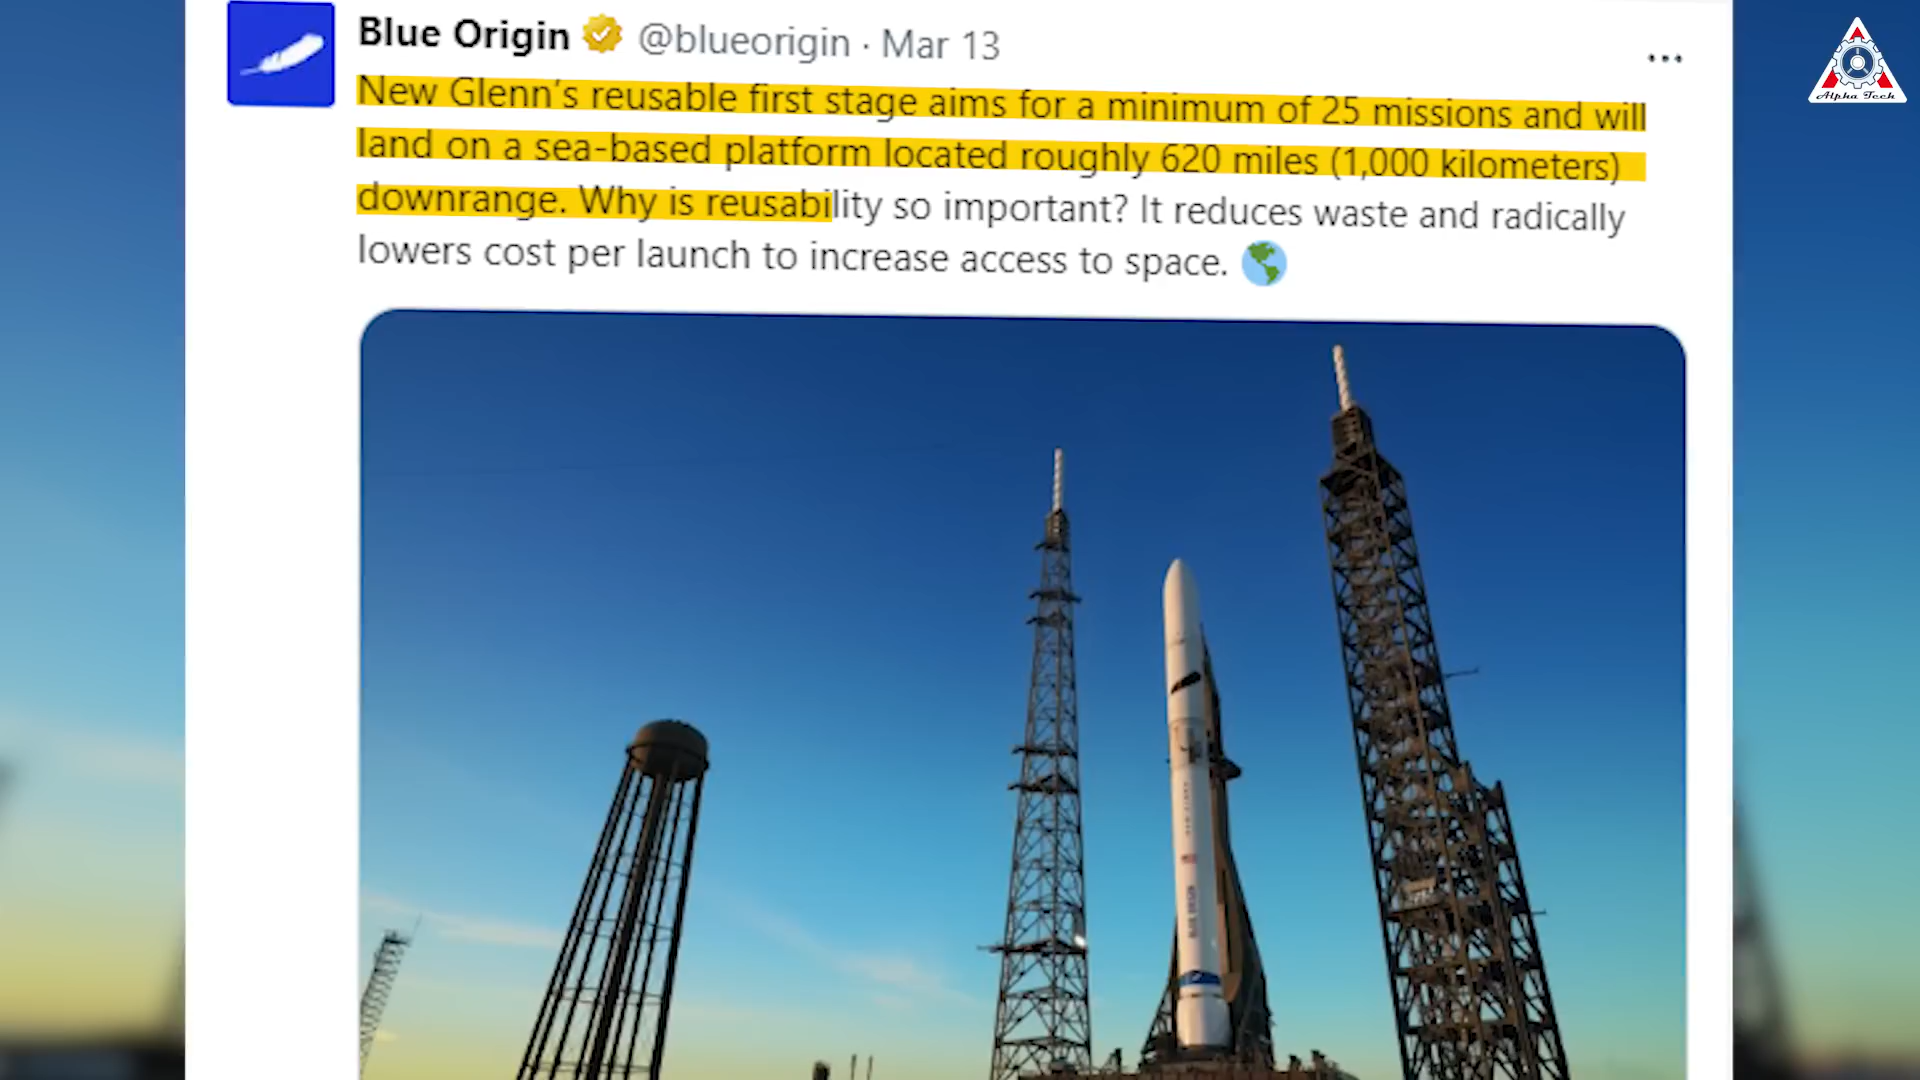 Blue Origin @blueorigin · Mar 13
New Glenn's reusable first stage aims for a minimum of 25 missions and will
land on a sea-based platform located roughly 620 miles (1,000 kilometers)
downrange. Why is reusability so important? It reduces waste and radically
lowers cost per launch to increase access to space.
Alpha Tech